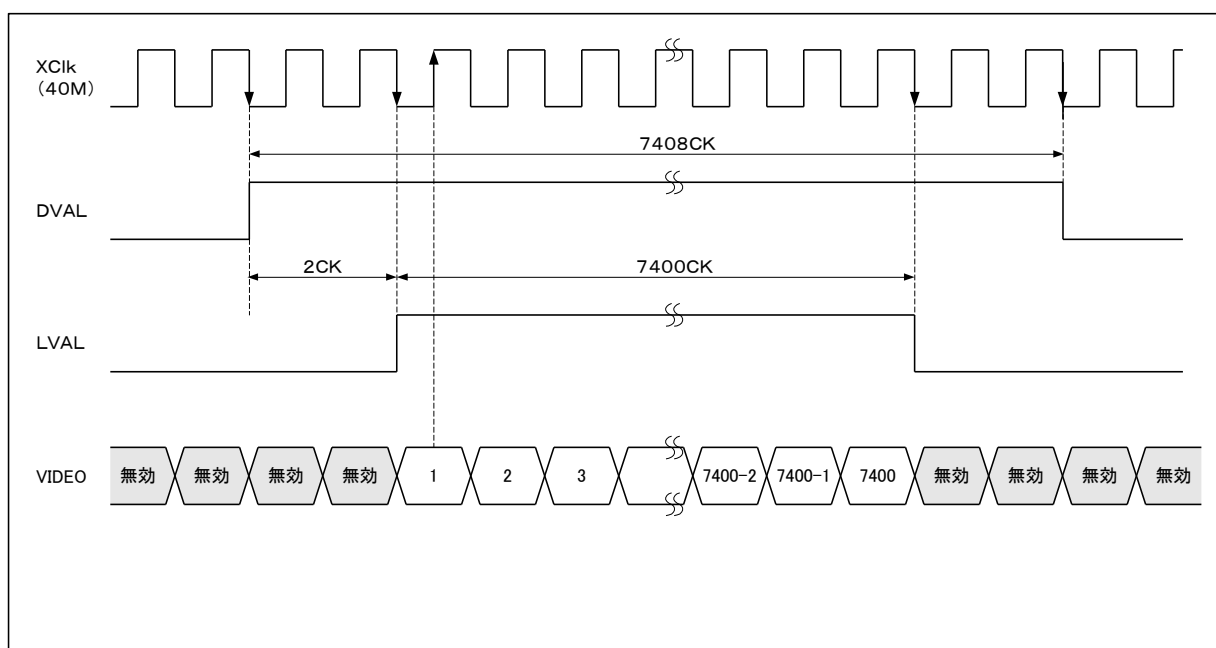 XClk
(40M)
7408CK
DVAL
2CK
7400CK
LVAL
VIDEO
無効
無効
無効
無効
1
2
3
7400-2
7400-1
7400
無効
無効
無効
無効